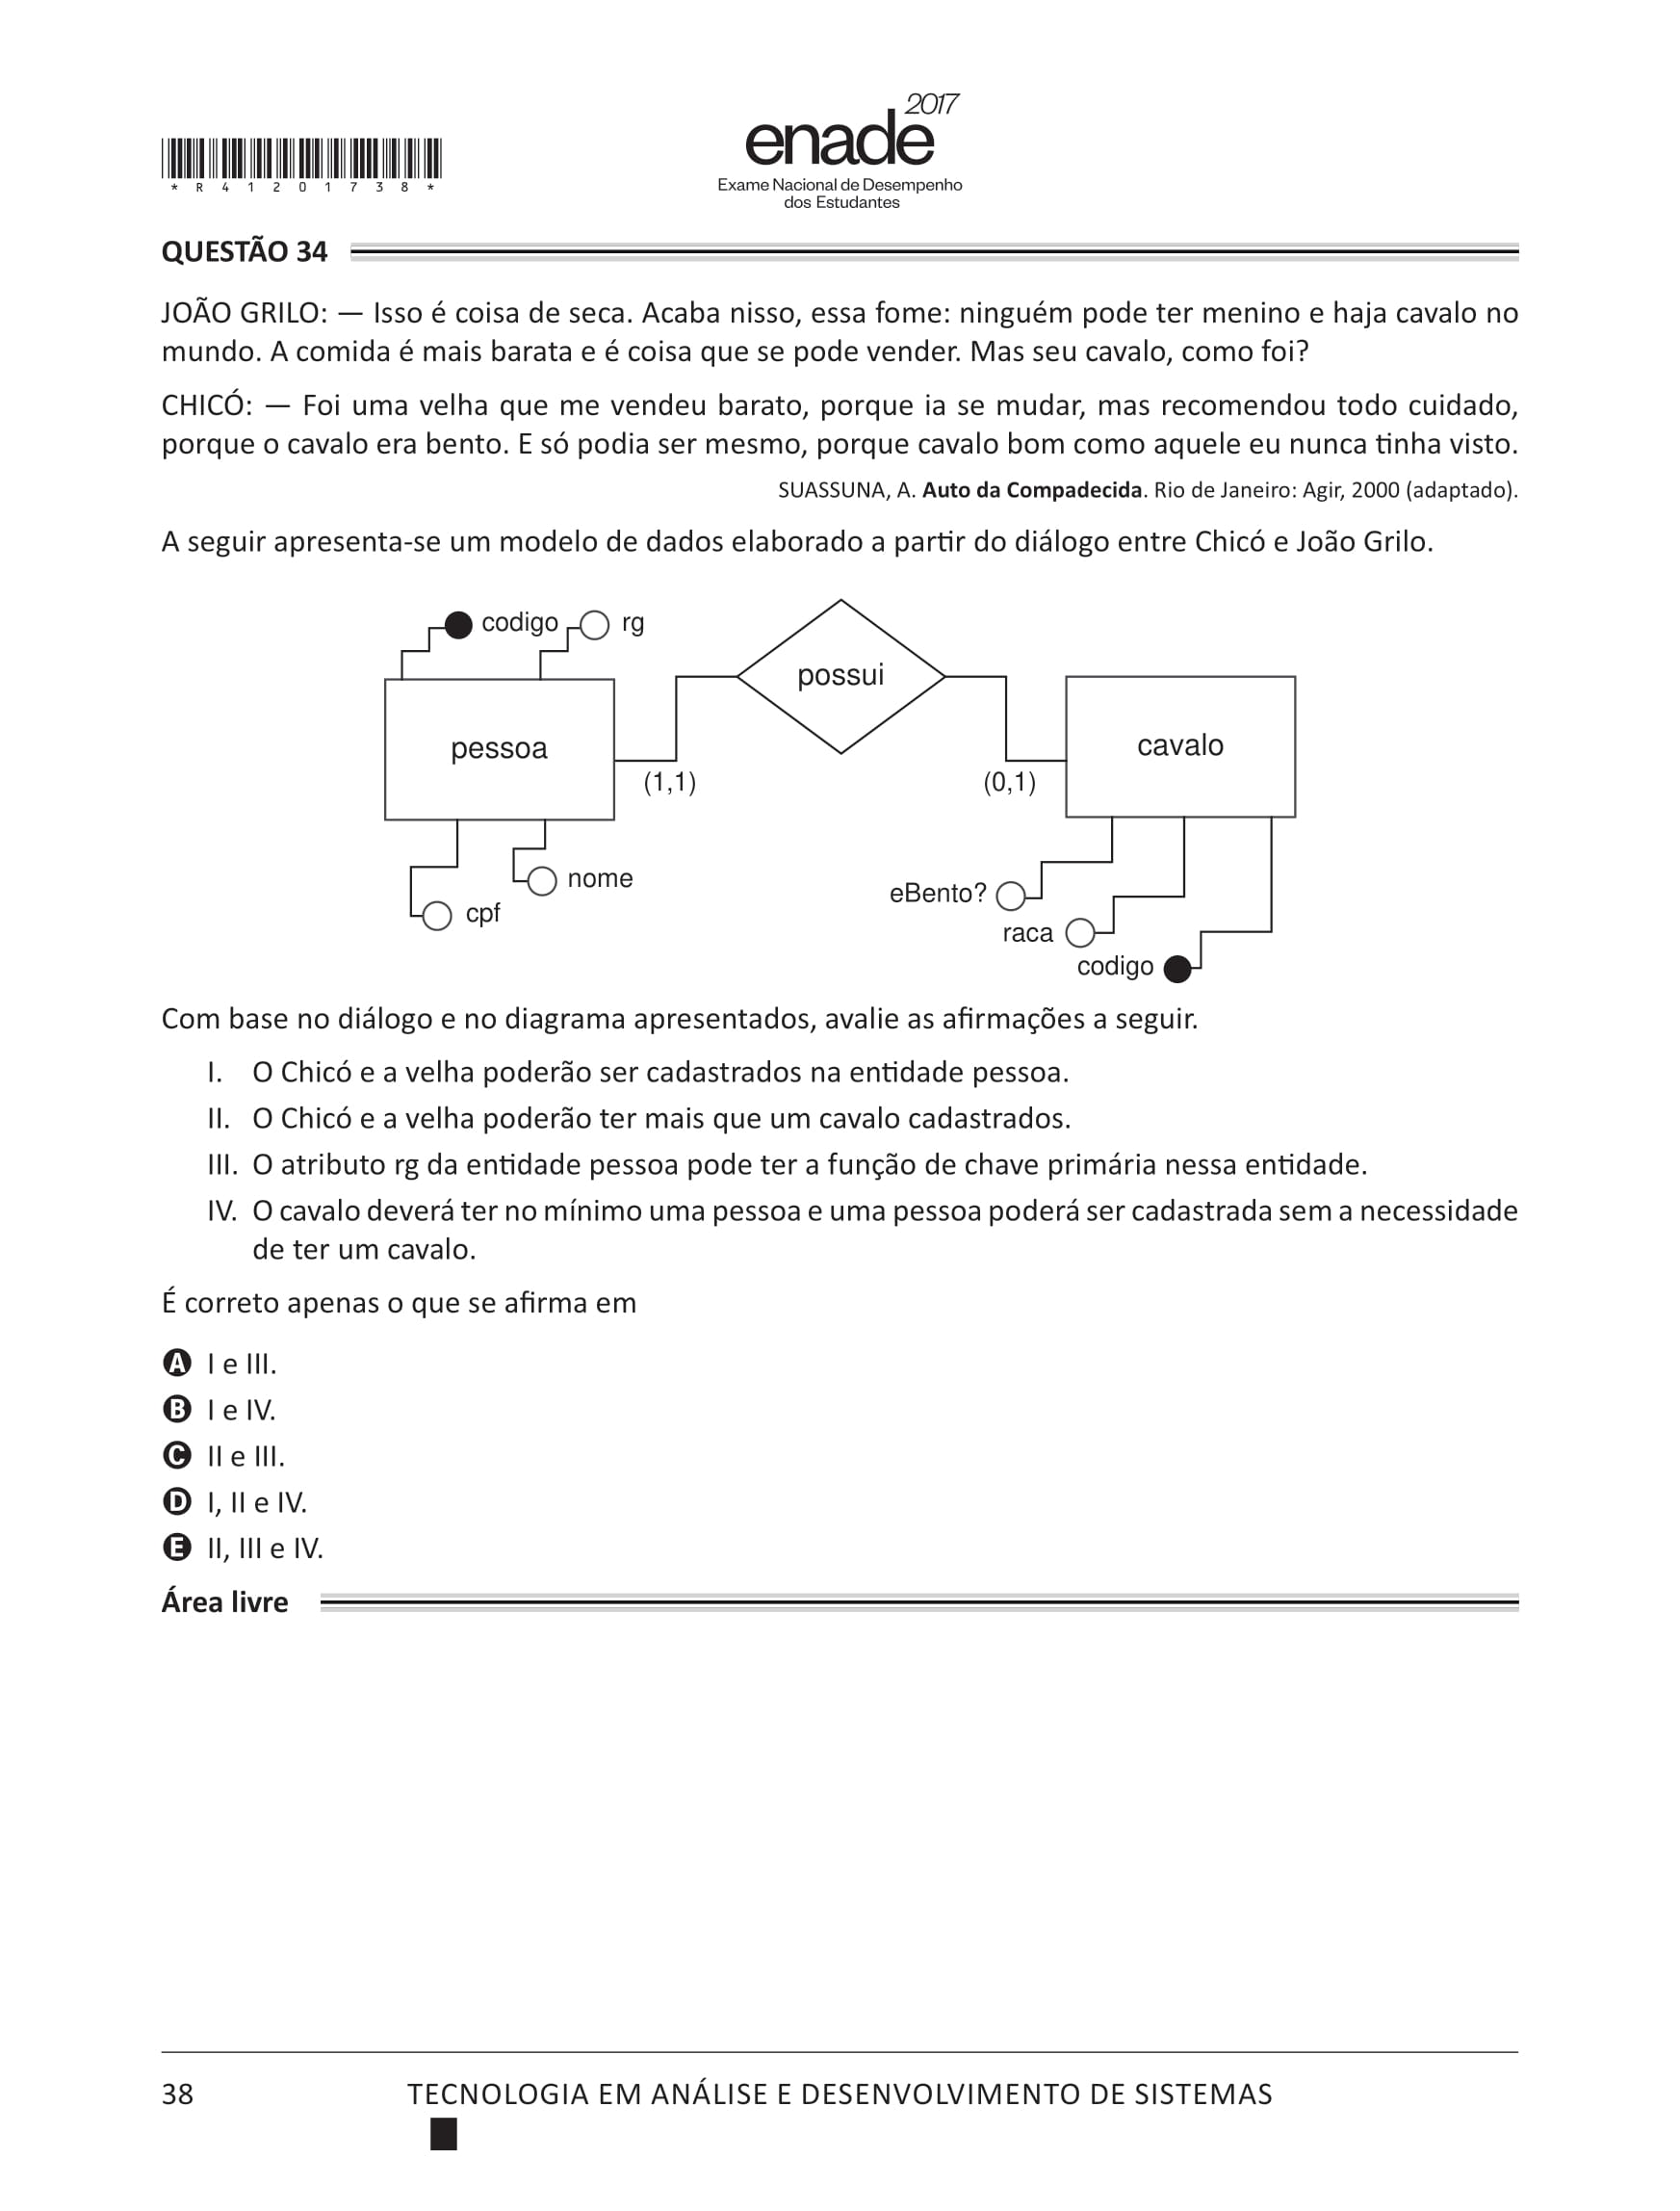 2017
enade
Exame Nacional de Desempenho
dos Estudantes
*R41201738*
QUESTÃO 34
JOÃO GRILO: — Isso é coisa de seca. Acaba nisso, essa fome: ninguém pode ter menino e haja cavalo no
mundo. A comida é mais barata e é coisa que se pode vender. Mas seu cavalo, como foi?
CHICÓ: — Foi uma velha que me vendeu barato, porque ia se mudar, mas recomendou todo cuidado,
porque o cavalo era bento. E só podia ser mesmo, porque cavalo bom como aquele eu nunca tinha visto.
SUASSUNA, A. Auto da Compadecida. Rio de Janeiro: Agir, 2000 (adaptado).
A seguir apresenta-se um modelo de dados elaborado a partir do diálogo entre Chicó e João Grilo.
codigo
rg
possui
pessoa
cavalo
(1,1)
(0,1)
nome
cpf
eBento?
raca
codigo
Com base no diálogo e no diagrama apresentados, avalie as afirmações a seguir.
I. O Chicó e a velha poderão ser cadastrados na entidade pessoa.
II. O Chicó e a velha poderão ter mais que um cavalo cadastrados.
III. O atributo rg da entidade pessoa pode ter a função de chave primária nessa entidade.
IV. O cavalo deverá ter no mínimo uma pessoa e uma pessoa poderá ser cadastrada sem a necessidade
de ter um cavalo.
É correto apenas o que se afirma em
A I e III.
B I e IV.
C II e III.
D I, II e IV.
E II, III e IV.
Área livre
38
TECNOLOGIA EM ANÁLISE E DESENVOLVIMENTO DE SISTEMAS